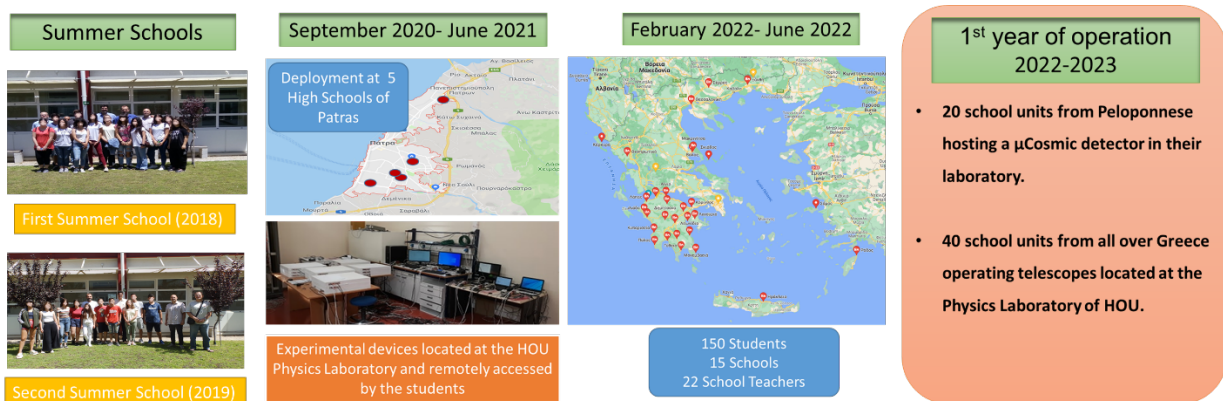 Summer Schools
First Summer School (2018)
Second Summer School (2019)
September 2020- June 2021
Deployment at 5
High Schools of
Patras
Πάτρα
Experimental devices located at the HOU
Physics Laboratory and remotely accessed
by the students
February 2022- June 2022
150 Students
15 Schools
22 School Teachers
1st year of operation
2022-2023
• 20 school units from Peloponnese
hosting a μCosmic detector in their
laboratory.
• 40 school units from all over Greece
operating telescopes located at the
Physics Laboratory of HOU.